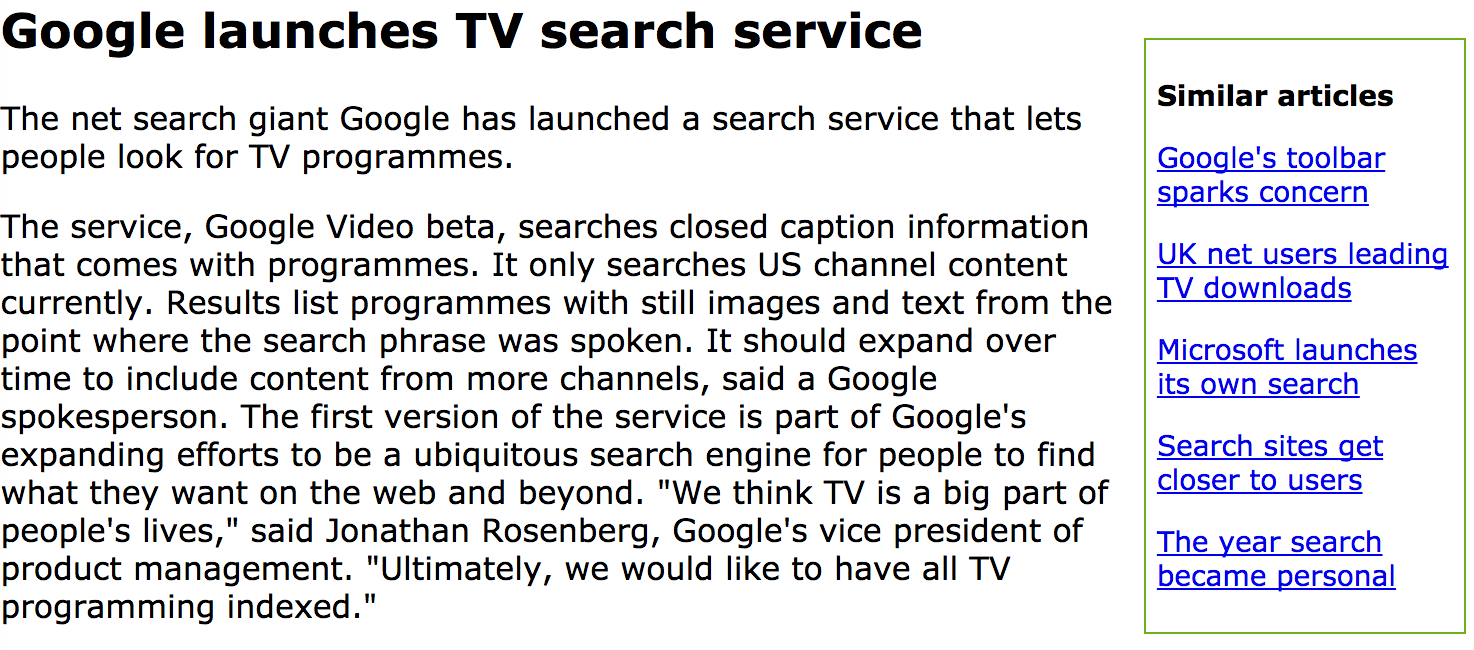 Google launches TV search service
The net search giant Google has launched a search service that lets
people look for TV programmes.
The service, Google Video beta, searches closed caption information
that comes with programmes. It only searches US channel content
currently. Results list programmes with still images and text from the
point where the search phrase was spoken. It should expand over
time to include content from more channels, said a Google
spokesperson. The first version of the service is part of Google's
expanding efforts to be a ubiquitous search engine for people to find
what they want on the web and beyond. "We think TV is a big part of
people's lives," said Jonathan Rosenberg, Google's vice president of
product management. "Ultimately, we would like to have all TV
programming indexed."
Similar articles
Google's toolbar
sparks concern
UK net users leading
TV downloads
Microsoft launches
its own search
Search sites get
closer to users
The year search
became personal